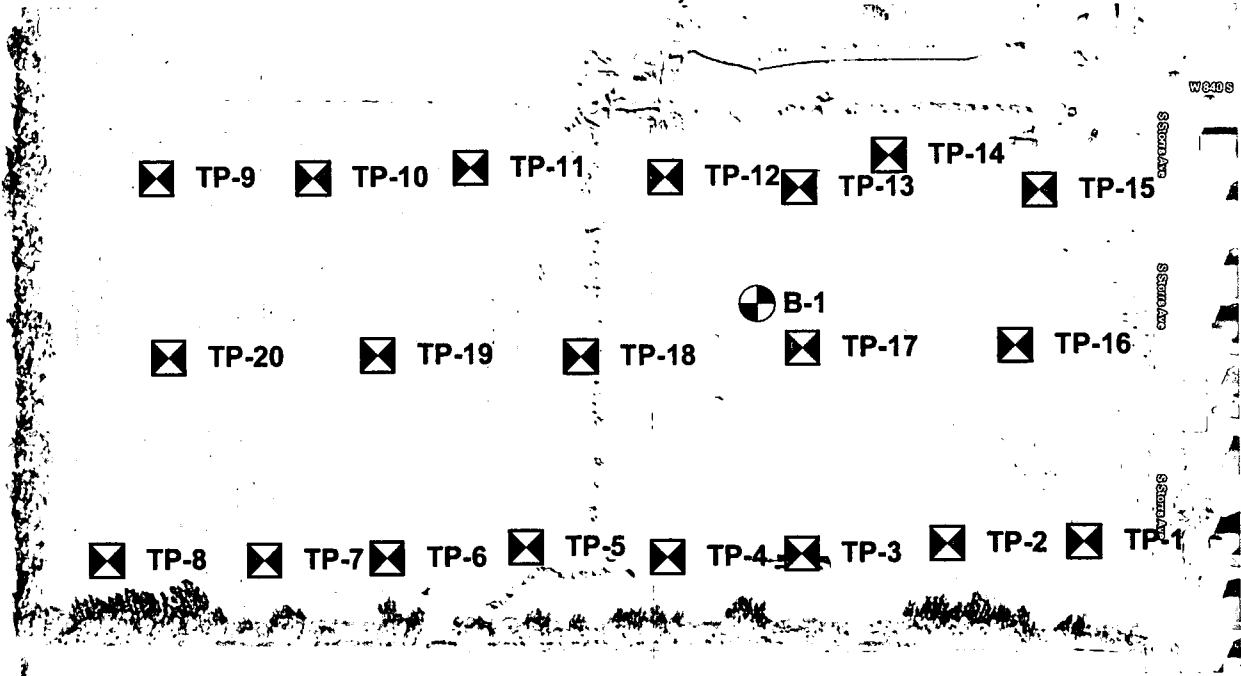 W 840 S
S Storrs Ave
TP-14
TP-9 TP-10 TP-11 TP-12 TP-13 TP-15
S Storrs Ave
B-1
TP-20 TP-19 TP-18 TP-17 TP-16
S Storrs Ave
TP-8 TP-7 TP-6 TP-5 TP-4 TP-3 TP-2 TP-1